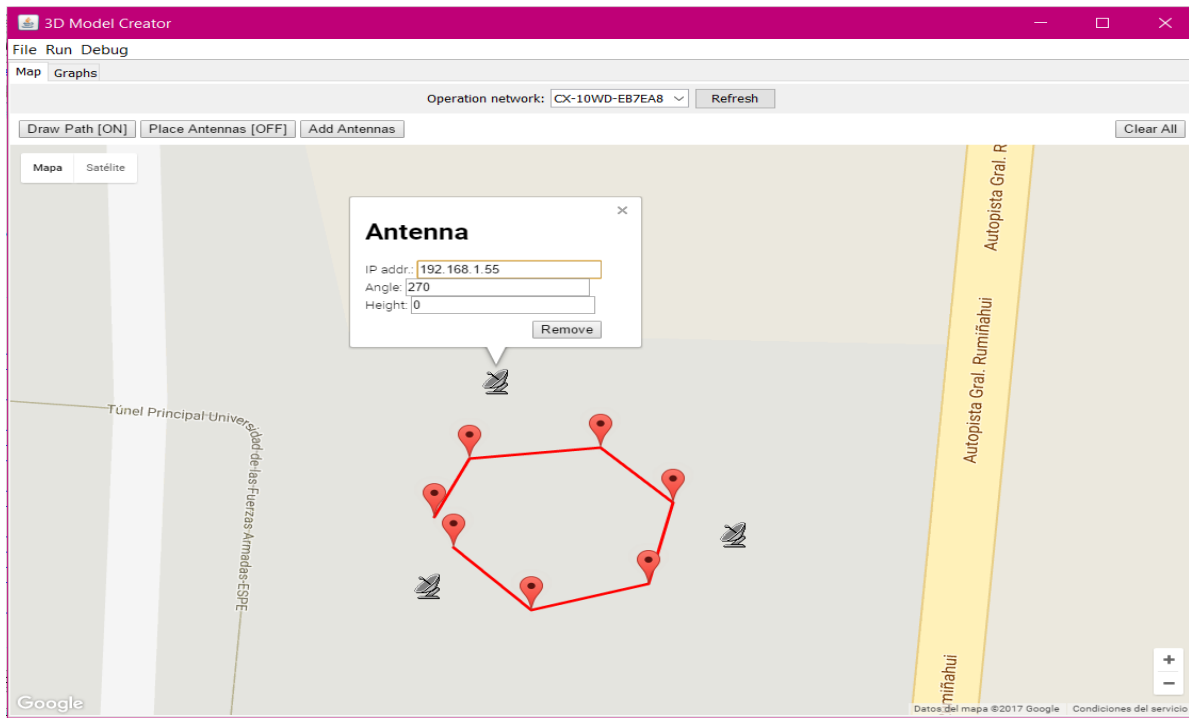 3D Model Creator
File Run Debug
Map Graphs
Operation network: CX-10WD-EB7EA8 Refresh
Draw Path [ON] Place Antennas [OFF] Add Antennas Clear All
Mapa Satélite
Autopista Gral. R
Antenna
IP addr.: 192.168.1.55
Angle: 270
Height: 0
Remove
Autopista Gral. Rumiñahui
Túnel Principal Universidad de las Fuerzas Armadas-ESPE
miñahui
Google
Datos del mapa ©2017 Google Condiciones del servicio